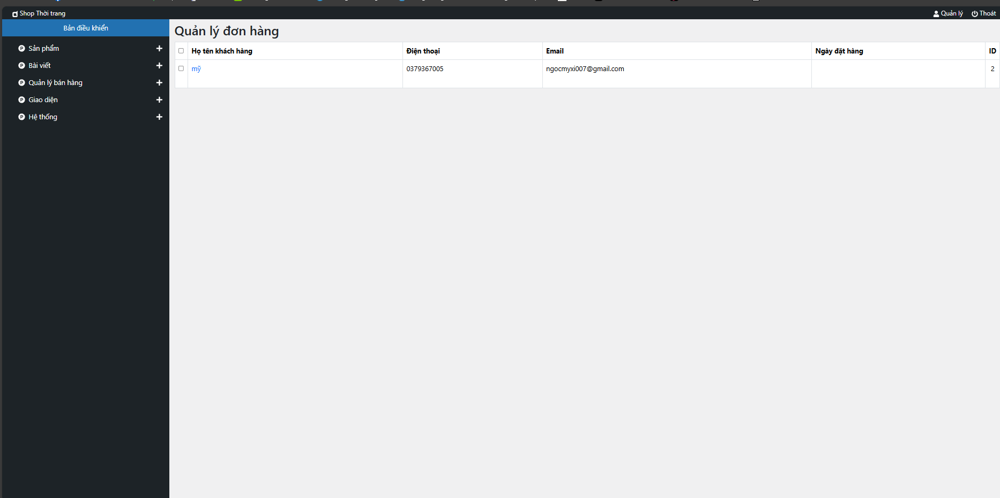 Shop Thời trang
Quản lý Thoát
Bản điều khiển
Sản phẩm
Bài viết
Quản lý bán hàng
Giao diện
Hệ thống
Quản lý đơn hàng
Họ tên khách hàng Điện thoại Email Ngày đặt hàng ID
mỹ 0379367005 ngocmyxi007@gmail.com 2